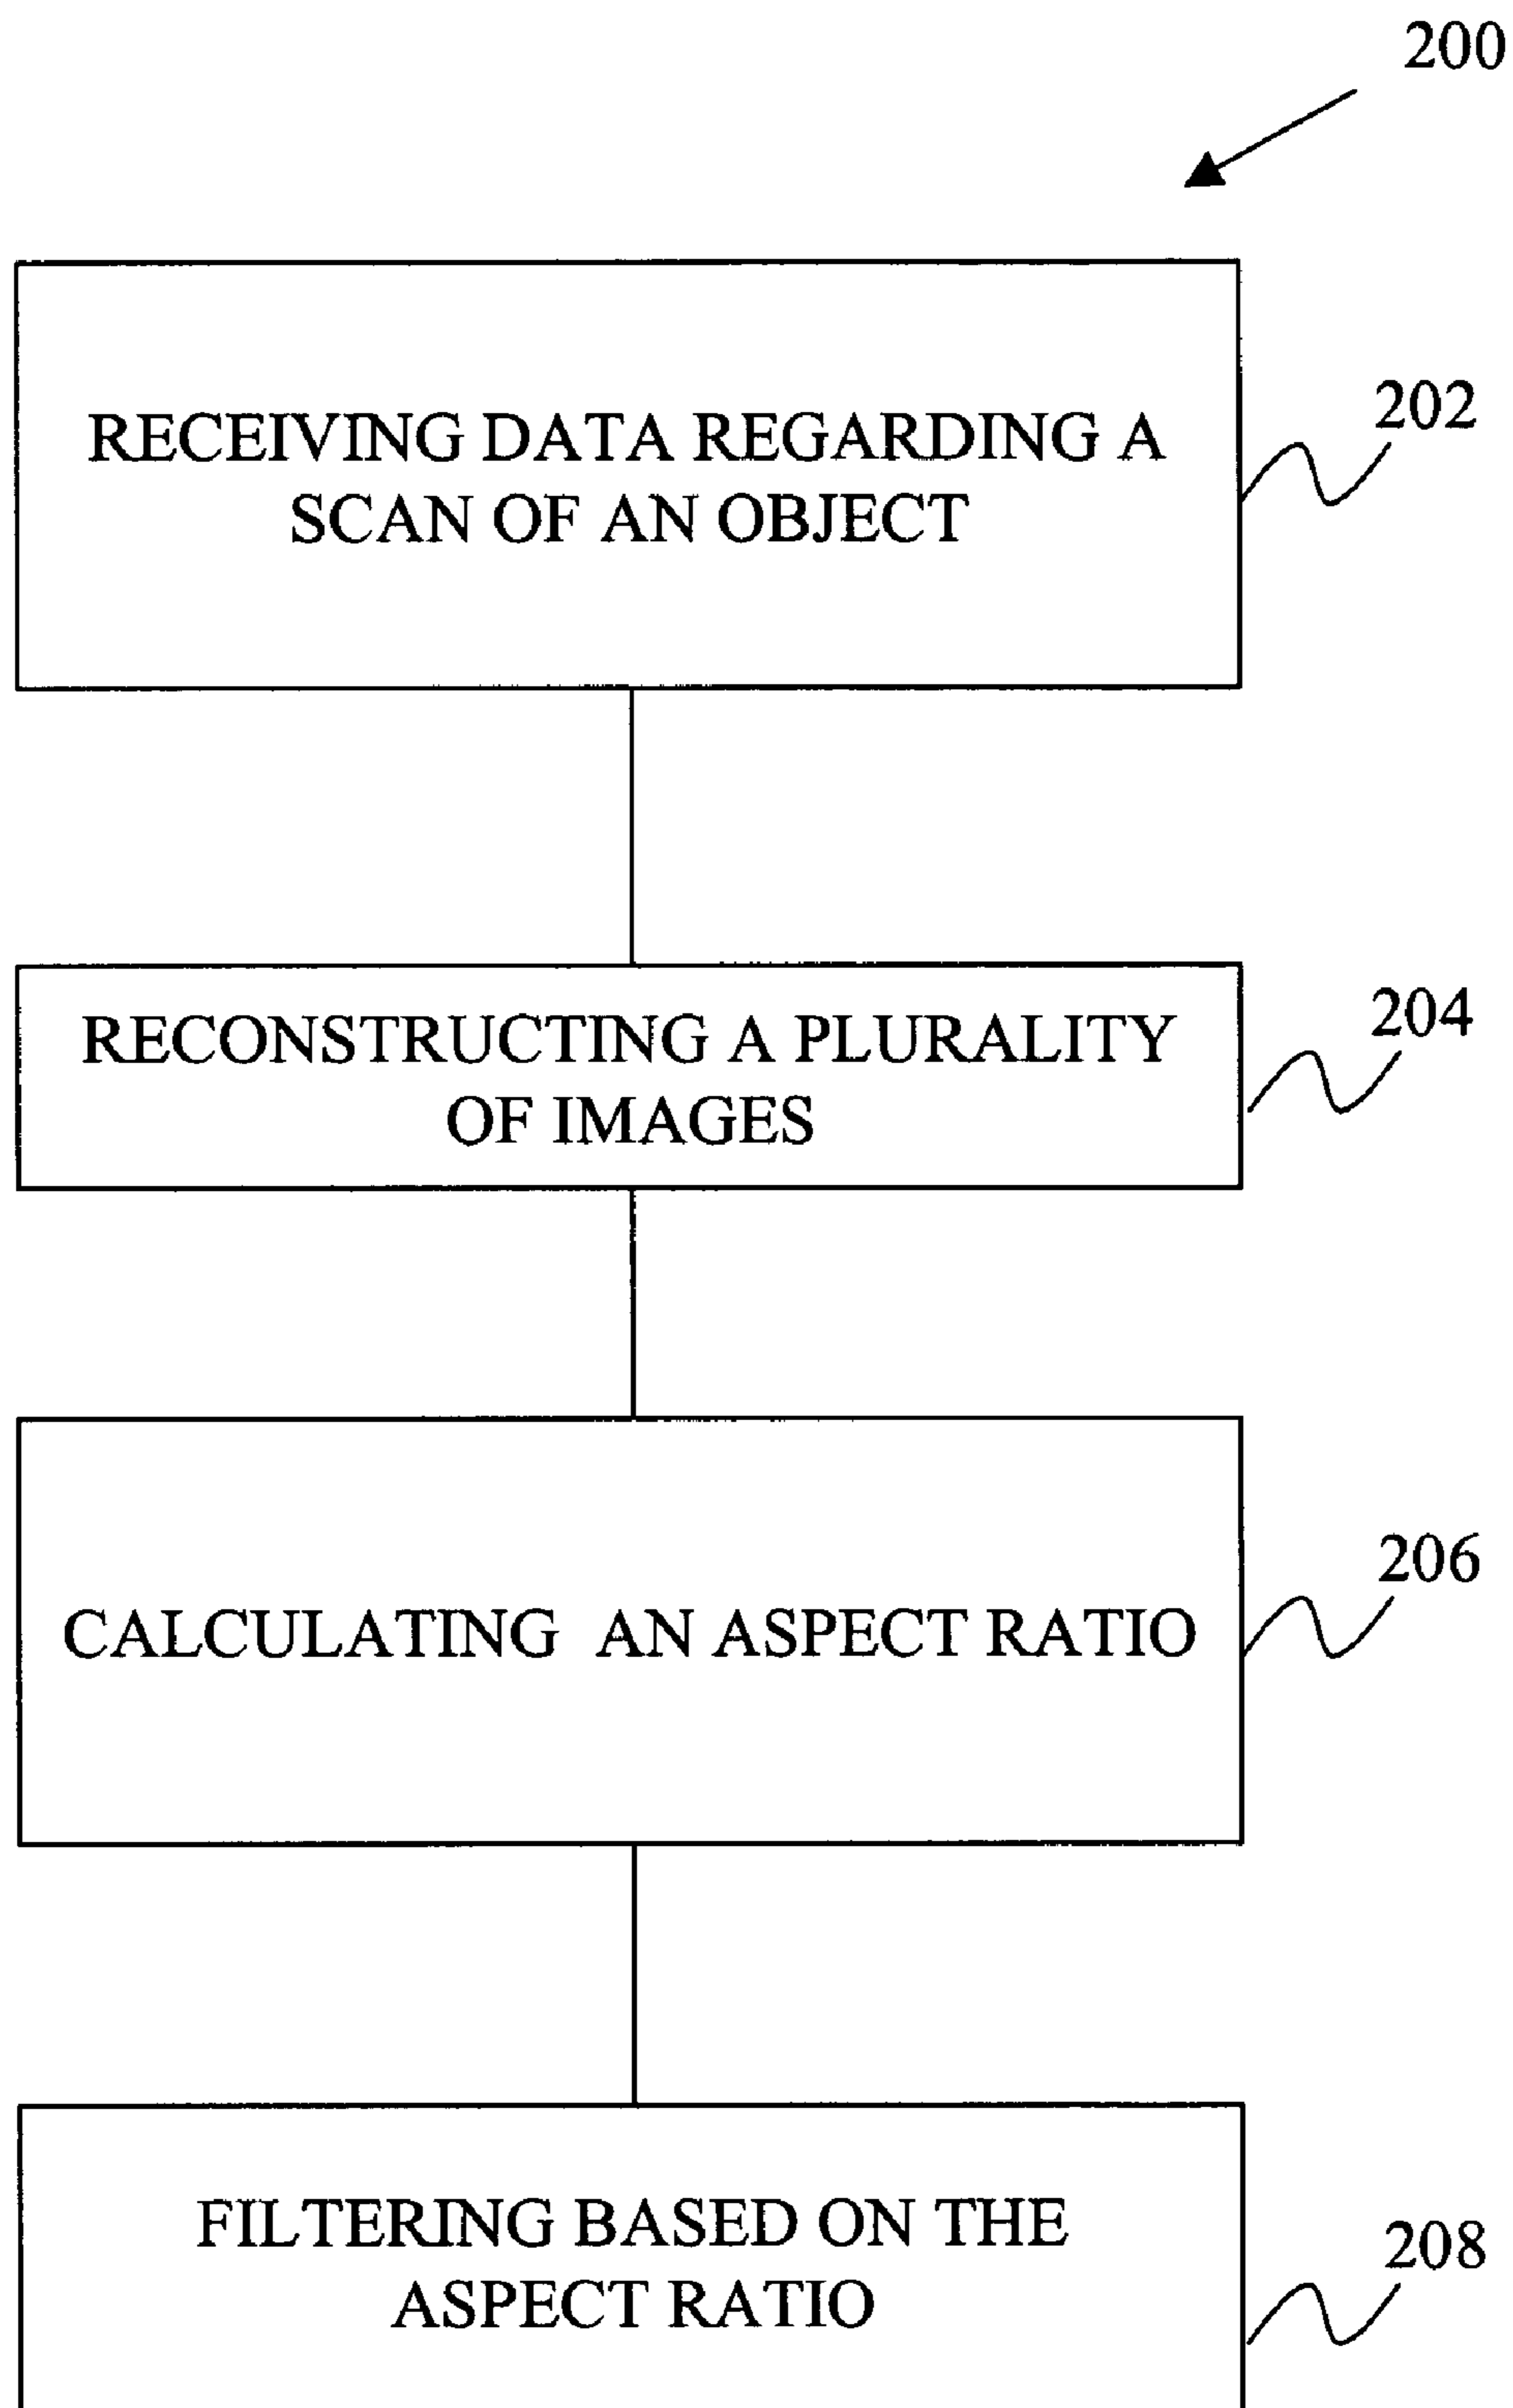 200
RECEIVING DATA REGARDING A
SCAN OF AN OBJECT
202
RECONSTRUCTING A PLURALITY
OF IMAGES
204
CALCULATING AN ASPECT RATIO
206
FILTERING BASED ON THE
ASPECT RATIO
208